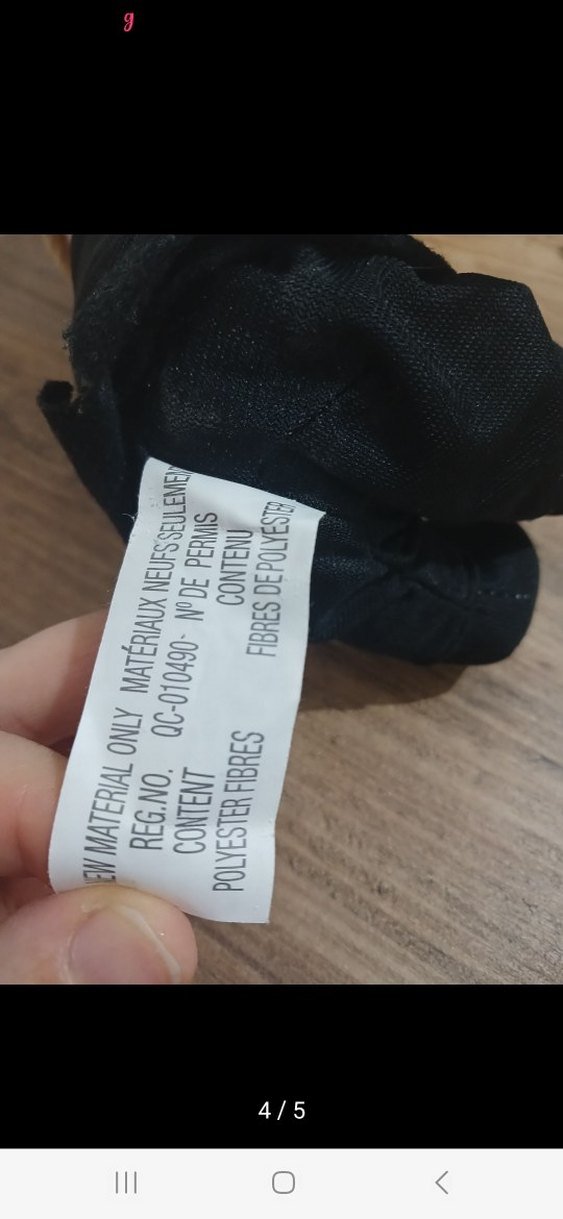 g
EW MATERIAL ONLY MATÉRIAUX NEUFS SEULEMEN
REG.NO. QC-010490 Nº DE PERMIS
CONTENT CONTENU
POLYESTER FIBRES FIBRES DE POLYESTER
4 / 5